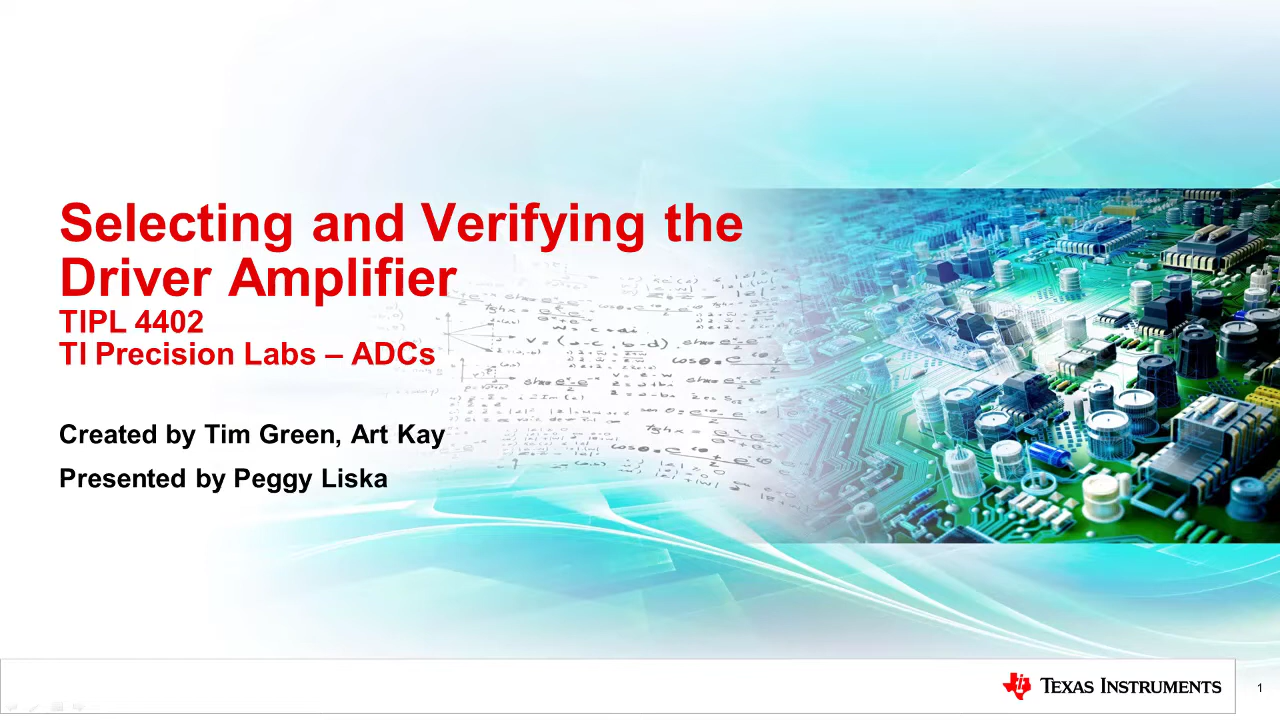 Selecting and Verifying the
Driver Amplifier
TIPL 4402
TI Precision Labs – ADCs
Created by Tim Green, Art Kay
Presented by Peggy Liska
TEXAS INSTRUMENTS
1